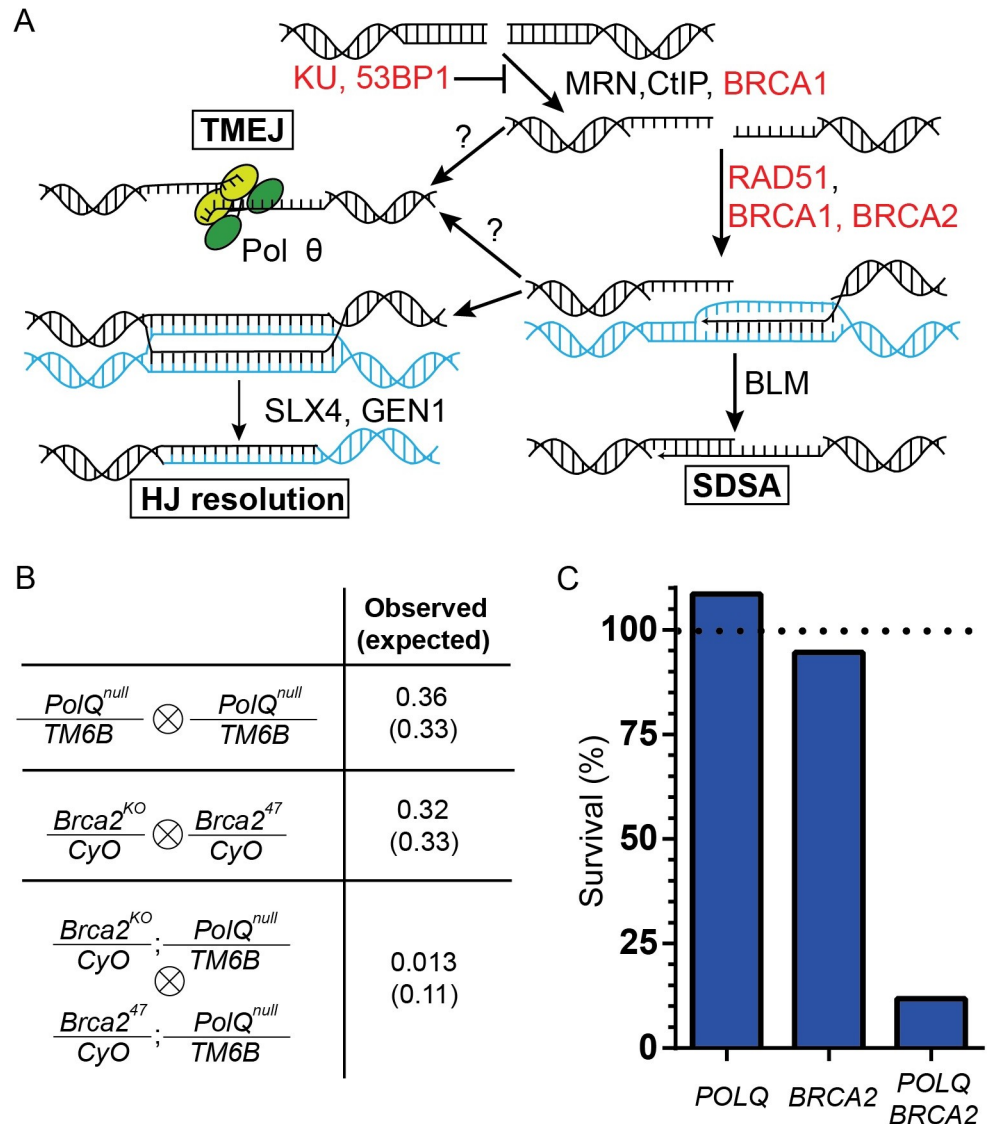 A
KU, 53BP1
MRN,CtIP, BRCA1
TMEJ
?
RAD51,
BRCA1, BRCA2
Pol θ
?
BLM
SLX4, GEN1
HJ resolution
SDSA
B
Observed
(expected)
PolQ^null
TM6B
⊗
PolQ^null
TM6B
0.36
(0.33)
Brca2^KO
CyO
⊗
Brca2^47
CyO
0.32
(0.33)
Brca2^KO
CyO
;
PolQ^null
TM6B
⊗
Brca2^47
CyO
;
PolQ^null
TM6B
0.013
(0.11)
C
Survival (%)
100
75
50
25
0
POLQ
BRCA2
POLQ
BRCA2